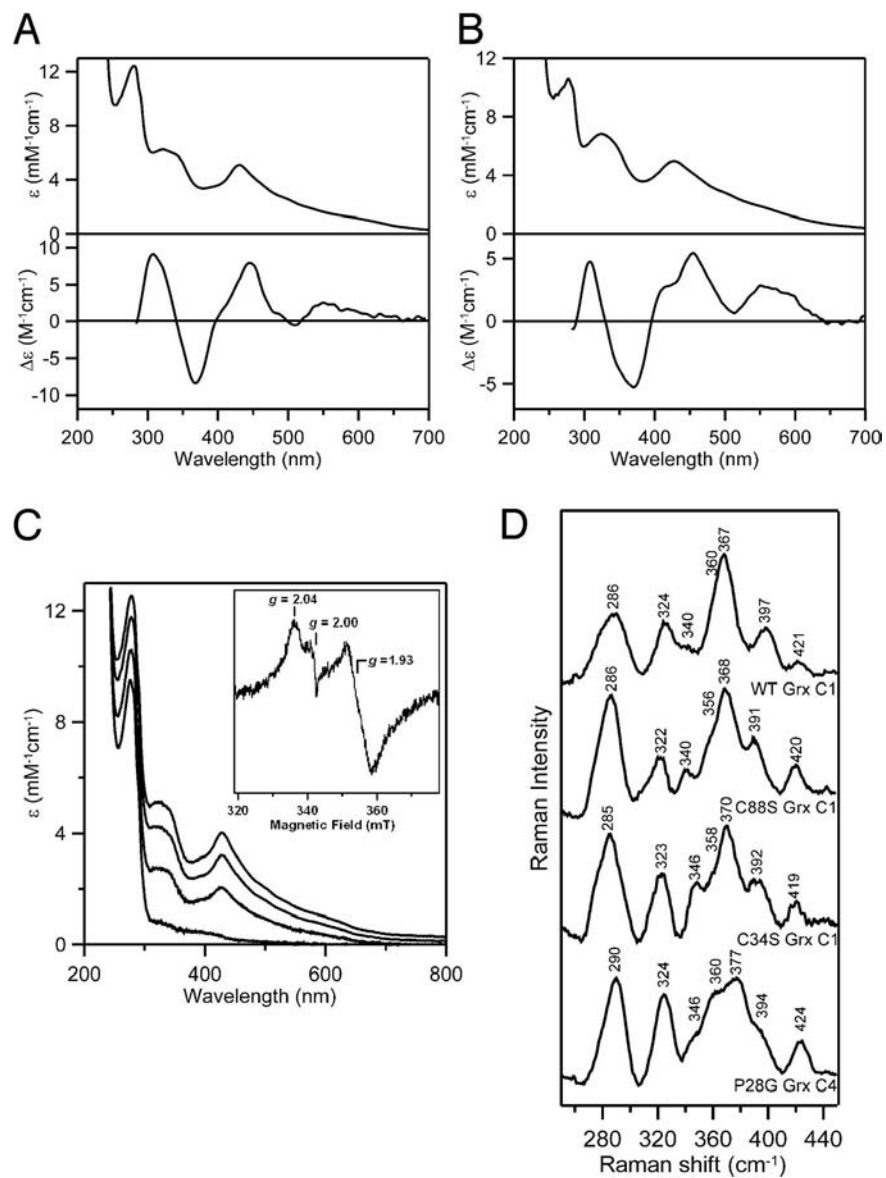 A
12
8
4
0
ε (mM⁻¹cm⁻¹)
10
5
0
-5
-10
Δε (M⁻¹cm⁻¹)
200 300 400 500 600 700
Wavelength (nm)
B
12
8
4
0
ε (mM⁻¹cm⁻¹)
5
0
-5
Δε (M⁻¹cm⁻¹)
200 300 400 500 600 700
Wavelength (nm)
C
12
8
4
0
ε (mM⁻¹cm⁻¹)
200 400 600 800
Wavelength (nm)
g = 2.04
g = 2.00
g =1.93
319 340 360
Magnetic Field (mT)
D
Raman Intensity
286 324 340 360 367 397 421
WT Grx C1
286 322 340 356 368 391 420
C88S Grx C1
285 323 346 358 370 392 419
C34S Grx C1
290 324 346 360 377 394 424
P28G Grx C4
280 320 360 400 440
Raman shift (cm⁻¹)